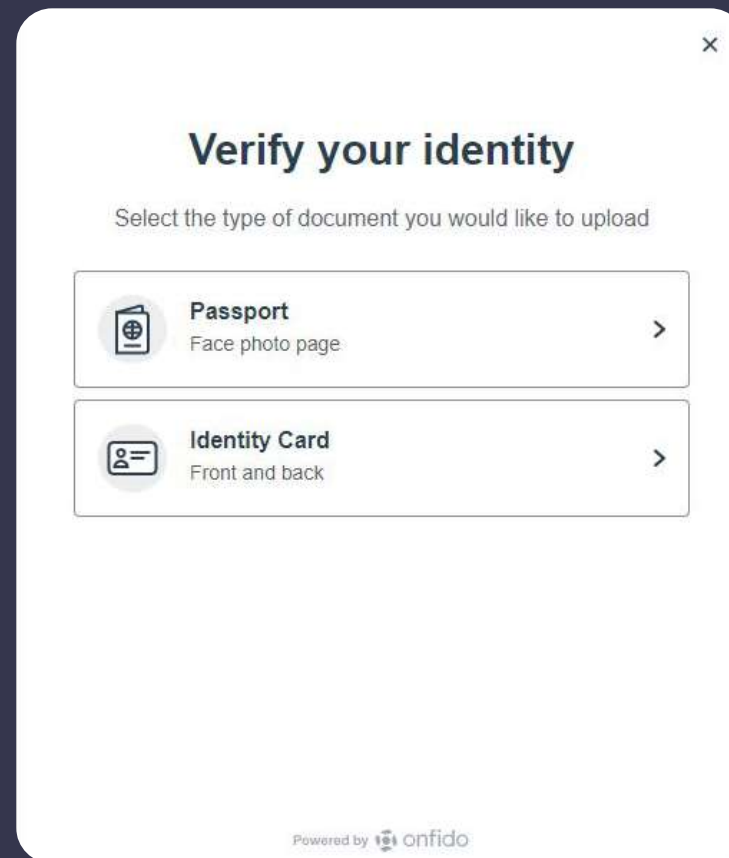 Verify your identity
Select the type of document you would like to upload
Passport
Face photo page
Identity Card
Front and back
Powered by onfido